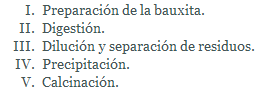 I. Preparación de la bauxita.
II. Digestión.
III. Dilución y separación de residuos.
IV. Precipitación.
V. Calcinación.